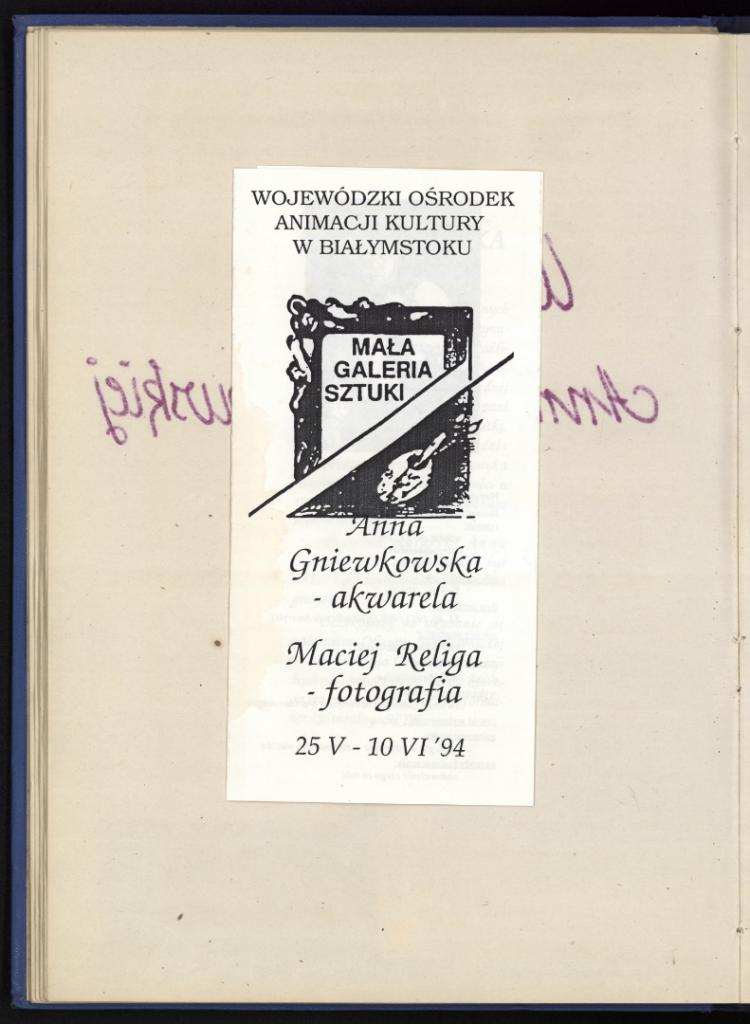 WOJEWÓDZKI OŚRODEK
ANIMACJI KULTURY
W BIAŁYMSTOKU
MAŁA
GALERIA
SZTUKI
Anna
Gniewkowska
- akwarela
Maciej Religa
- fotografia
25 V - 10 VI '94